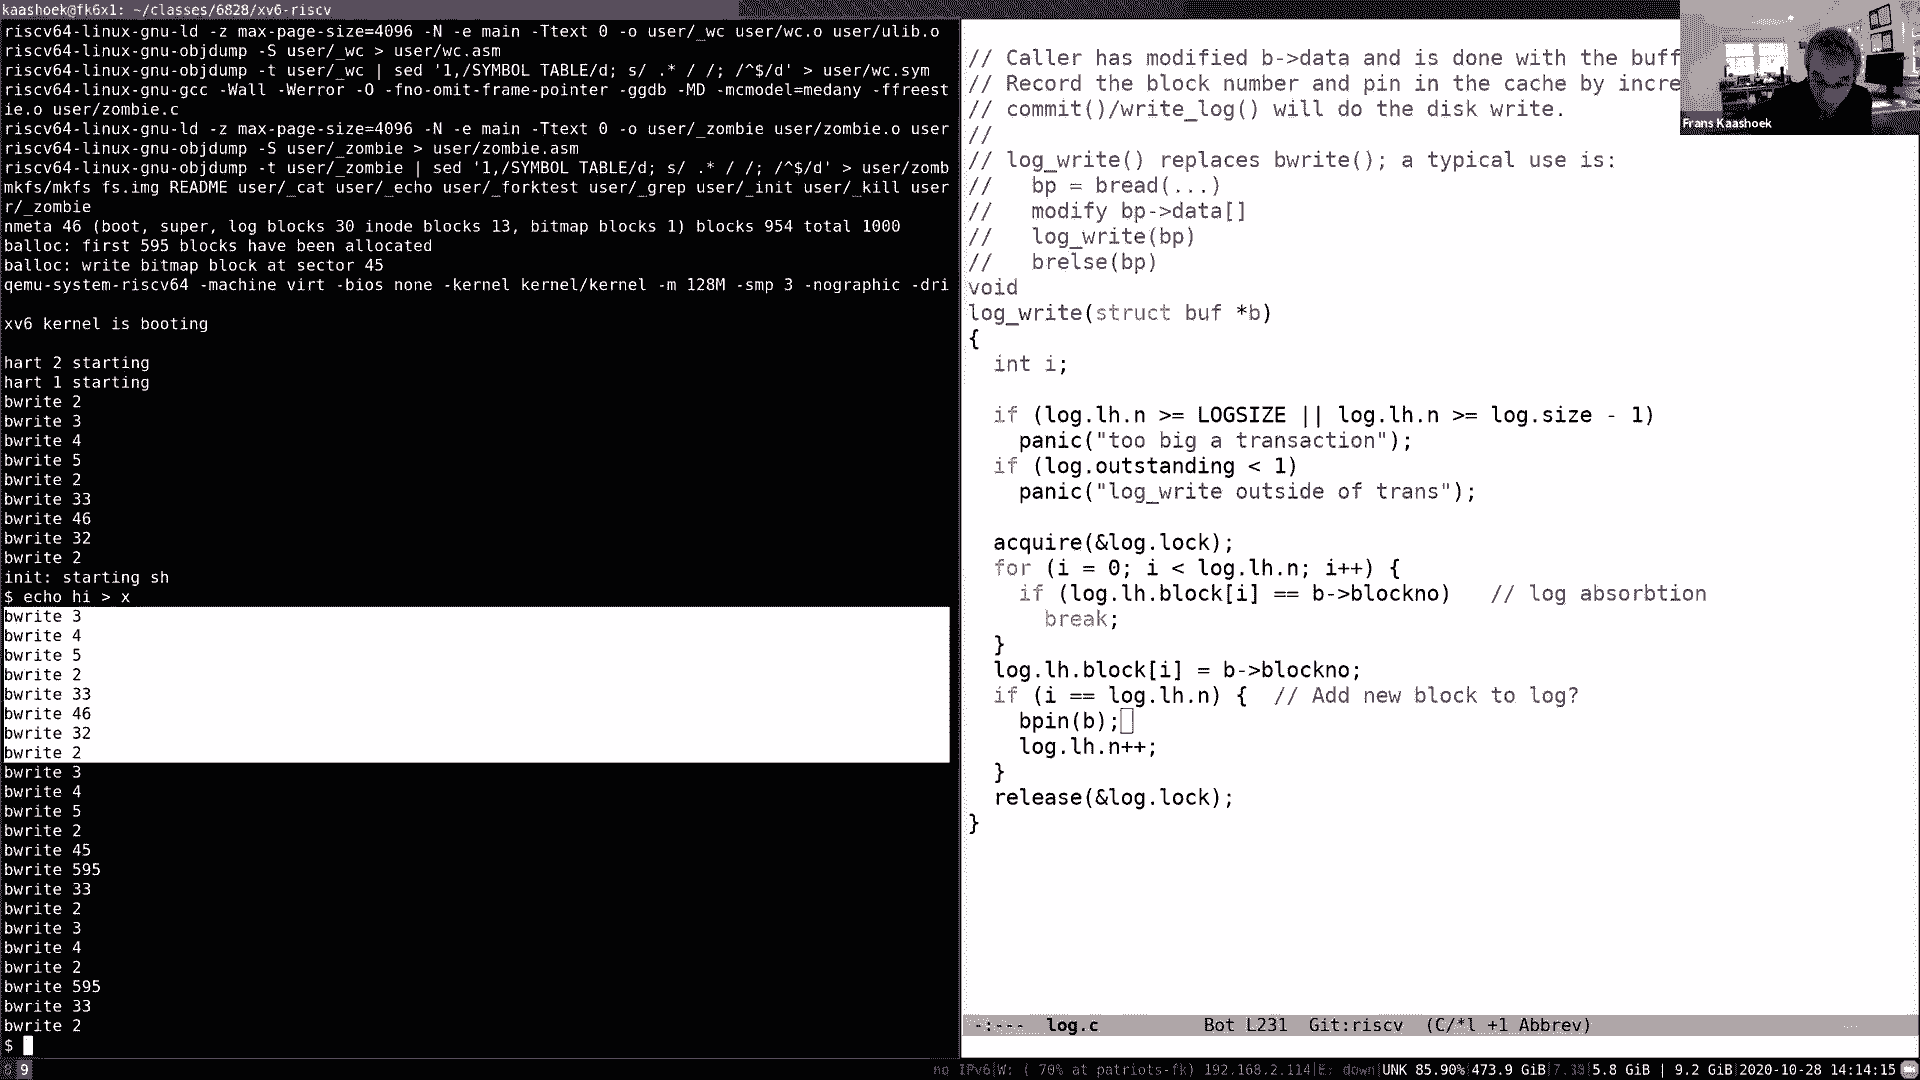 kaashoek@fk6x1: ~/classes/6828/xv6-riscv
riscv64-linux-gnu-ld -z max-page-size=4096 -N -e main -Ttext 0 -o user/_wc user/wc.o user/ulib.o
riscv64-linux-gnu-objdump -S user/_wc > user/wc.asm
riscv64-linux-gnu-objdump -t user/_wc | sed '1,/SYMBOL TABLE/d; s/ .* / /; /^$/d' > user/wc.sym
riscv64-linux-gnu-gcc -Wall -Werror -O -fno-omit-frame-pointer -ggdb -MD -mcmodel=medany -ffreest
ie.o user/zombie.c
riscv64-linux-gnu-ld -z max-page-size=4096 -N -e main -Ttext 0 -o user/_zombie user/zombie.o user
riscv64-linux-gnu-objdump -S user/_zombie > user/zombie.asm
riscv64-linux-gnu-objdump -t user/_zombie | sed '1,/SYMBOL TABLE/d; s/ .* / /; /^$/d' > user/zomb
mkfs/mkfs fs.img README user/_cat user/_echo user/_forktest user/_grep user/_init user/_kill user
r/_zombie
nmeta 46 (boot, super, log blocks 30 inode blocks 13, bitmap blocks 1) blocks 954 total 1000
balloc: first 595 blocks have been allocated
balloc: write bitmap block at sector 45
qemu-system-riscv64 -machine virt -bios none -kernel kernel/kernel -m 128M -smp 3 -nographic -dri
xv6 kernel is booting
hart 2 starting
hart 1 starting
bwrite 2
bwrite 3
bwrite 4
bwrite 5
bwrite 2
bwrite 33
bwrite 46
bwrite 32
bwrite 2
init: starting sh
$ echo hi > x
bwrite 3
bwrite 4
bwrite 5
bwrite 2
bwrite 33
bwrite 46
bwrite 32
bwrite 2
bwrite 3
bwrite 4
bwrite 5
bwrite 2
bwrite 45
bwrite 595
bwrite 33
bwrite 2
bwrite 3
bwrite 4
bwrite 2
bwrite 595
bwrite 33
bwrite 2
$
// Caller has modified b->data and is done with the buff
// Record the block number and pin in the cache by incre
// commit()/write_log() will do the disk write.
//
// log_write() replaces bwrite(); a typical use is:
//   bp = bread(...)
//   modify bp->data[]
//   log_write(bp)
//   brelse(bp)
void
log_write(struct buf *b)
{
  int i;
  if (log.lh.n >= LOGSIZE || log.lh.n >= log.size - 1)
    panic("too big a transaction");
  if (log.outstanding < 1)
    panic("log_write outside of trans");
  acquire(&log.lock);
  for (i = 0; i < log.lh.n; i++) {
    if (log.lh.block[i] == b->blockno)   // log absorbtion
      break;
  }
  log.lh.block[i] = b->blockno;
  if (i == log.lh.n) {  // Add new block to log?
    bpin(b);
    log.lh.n++;
  }
  release(&log.lock);
}
-:---  log.c          Bot L231  Git:riscv  (C/*l +1 Abbrev)
Frans Kaashoek
8 9
no IPv6|W: ( 70% at patriots-fk) 192.168.2.114|E: down|UNK 85.90%|473.9 GiB|5.8 GiB | 9.2 GiB|2020-10-28 14:14:15